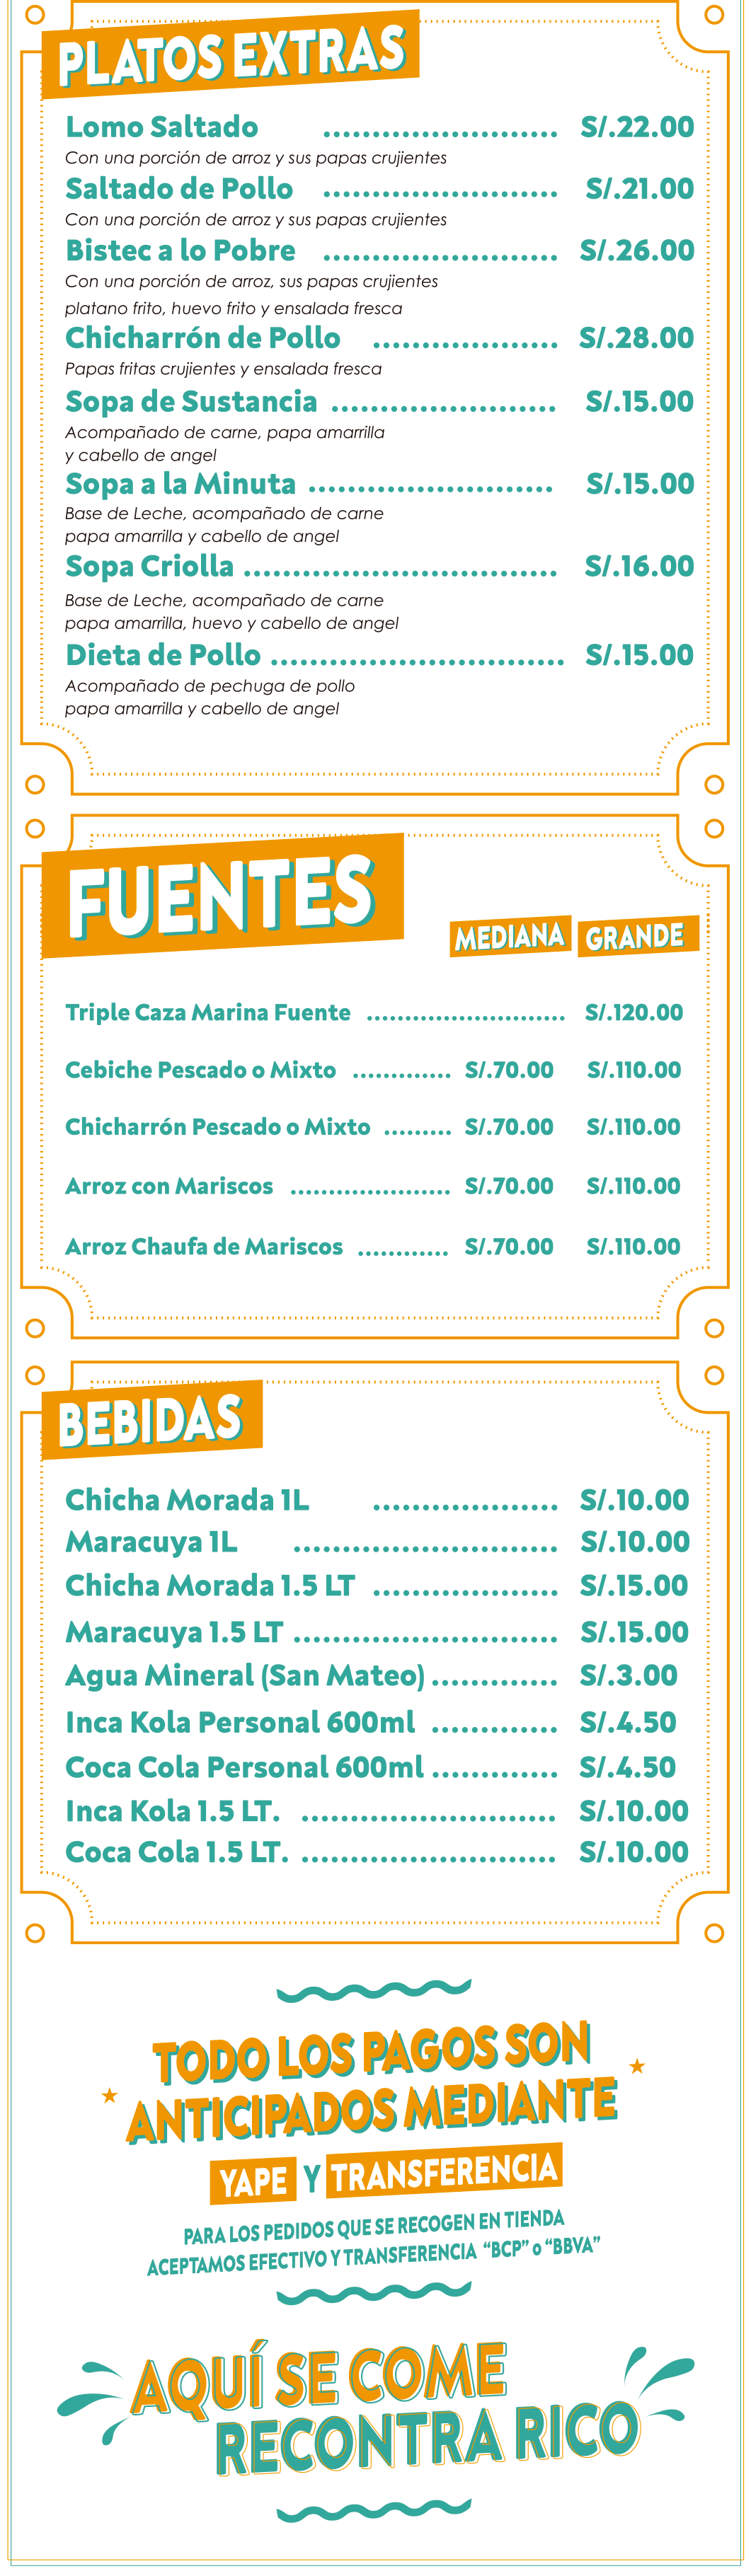 PLATOS EXTRAS
Lomo Saltado ........................ S/.22.00
Con una porción de arroz y sus papas crujientes
Saltado de Pollo ........................ S/.21.00
Con una porción de arroz y sus papas crujientes
Bistec a lo Pobre ........................ S/.26.00
Con una porción de arroz, sus papas crujientes
platano frito, huevo frito y ensalada fresca
Chicharrón de Pollo ................... S/.28.00
Papas fritas crujientes y ensalada fresca
Sopa de Sustancia ....................... S/.15.00
Acompañado de carne, papa amarrilla
y cabello de angel
Sopa a la Minuta ......................... S/.15.00
Base de Leche, acompañado de carne
papa amarrilla y cabello de angel
Sopa Criolla ................................ S/.16.00
Base de Leche, acompañado de carne
papa amarrilla, huevo y cabello de angel
Dieta de Pollo .............................. S/.15.00
Acompañado de pechuga de pollo
papa amarrilla y cabello de angel
FUENTES
MEDIANA GRANDE
Triple Caza Marina Fuente .......................... S/.120.00
Cebiche Pescado o Mixto ............. S/.70.00 S/.110.00
Chicharrón Pescado o Mixto ......... S/.70.00 S/.110.00
Arroz con Mariscos ..................... S/.70.00 S/.110.00
Arroz Chaufa de Mariscos ............ S/.70.00 S/.110.00
BEBIDAS
Chicha Morada 1L ................... S/.10.00
Maracuya 1L ........................... S/.10.00
Chicha Morada 1.5 LT ................... S/.15.00
Maracuya 1.5 LT ........................... S/.15.00
Agua Mineral (San Mateo) ............. S/.3.00
Inca Kola Personal 600ml ............. S/.4.50
Coca Cola Personal 600ml ............. S/.4.50
Inca Kola 1.5 LT. .......................... S/.10.00
Coca Cola 1.5 LT. .......................... S/.10.00
TODO LOS PAGOS SON
ANTICIPADOS MEDIANTE
YAPE Y TRANSFERENCIA
PARA LOS PEDIDOS QUE SE RECOGEN EN TIENDA
ACEPTAMOS EFECTIVO Y TRANSFERENCIA “BCP” o “BBVA”
AQUÍ SE COME
RECONTRA RICO